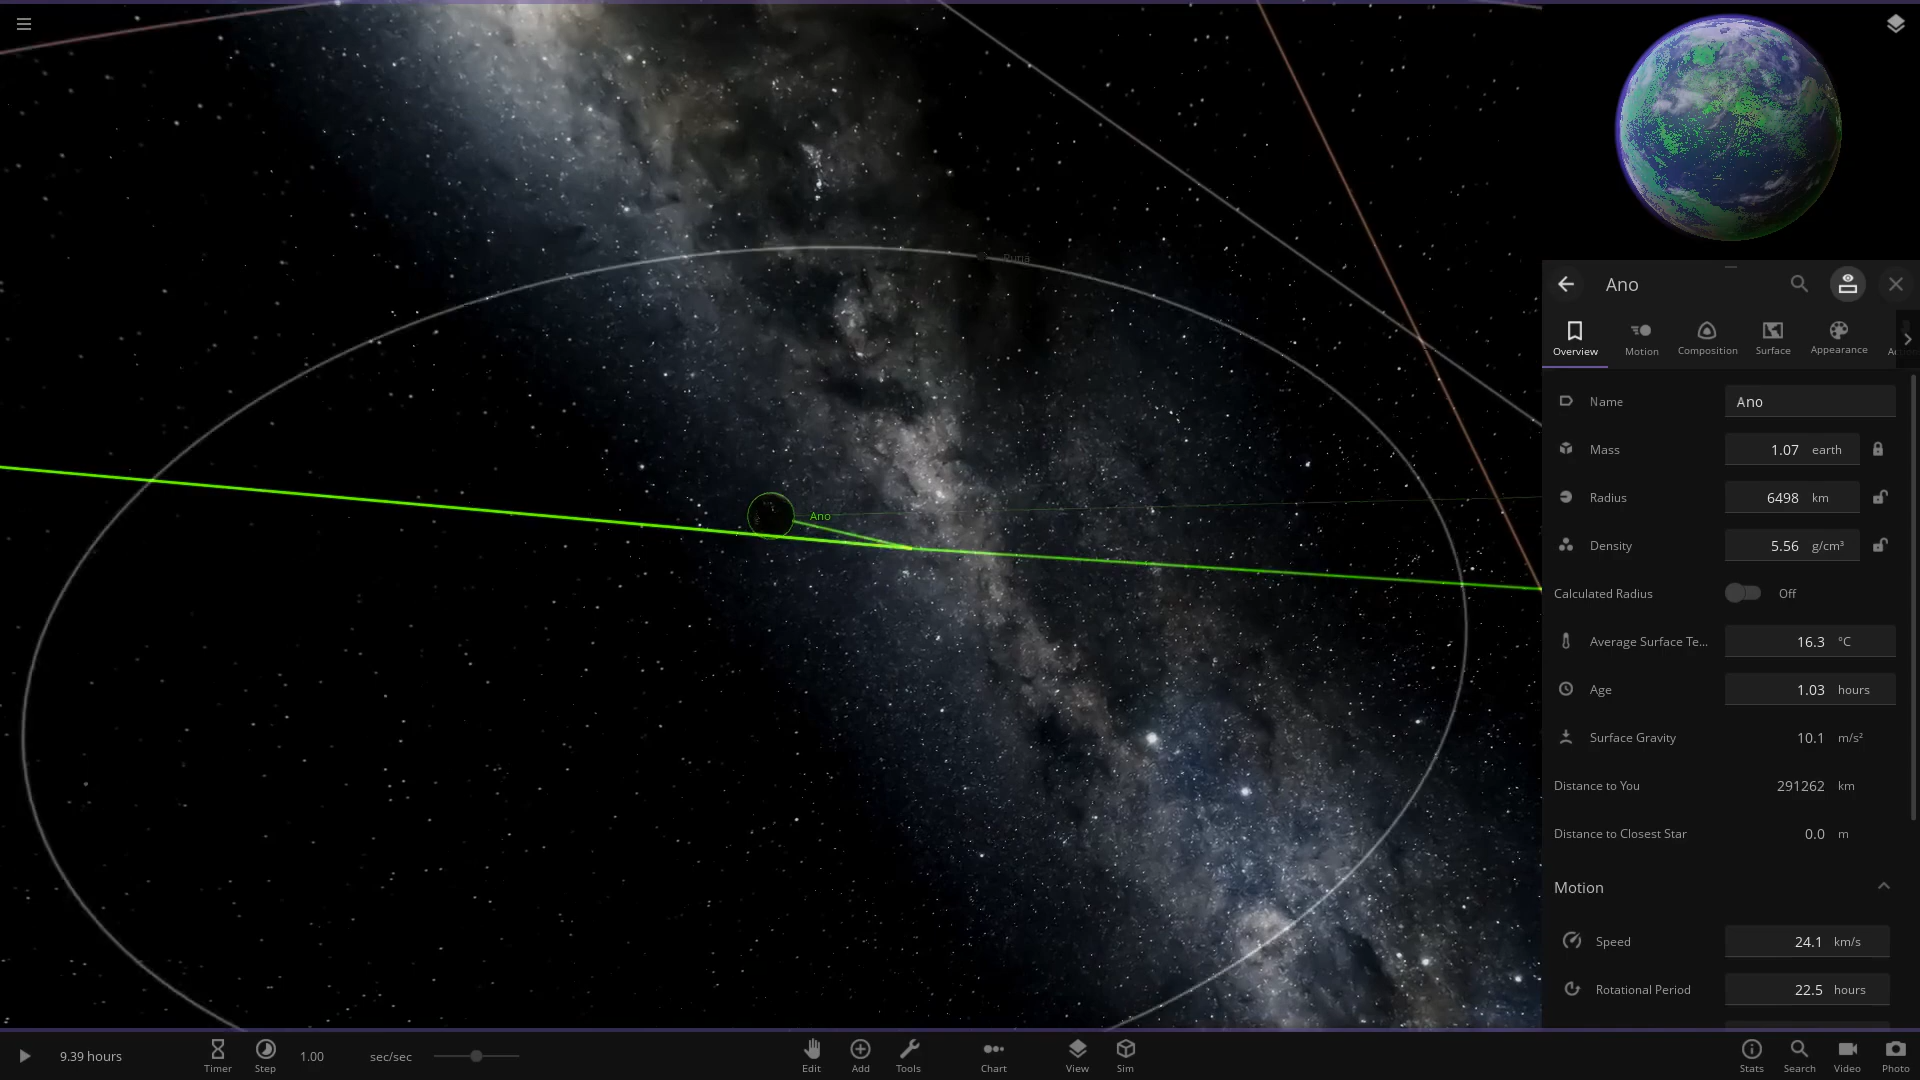 Ruria
Ano
Ano
Overview
Motion
Composition
Surface
Appearance
Name
Ano
Mass
1.07 earth
Radius
6498 km
Density
5.56 g/cm³
Calculated Radius
Off
Average Surface Te...
16.3 °C
Age
1.03 hours
Surface Gravity
10.1 m/s²
Distance to You
291262 km
Distance to Closest Star
0.0 m
Motion
Speed
24.1 km/s
Rotational Period
22.5 hours
9.39 hours
Timer
Step
1.00 sec/sec
Edit
Add
Tools
Chart
View
Sim
Stats
Search
Video
Photo